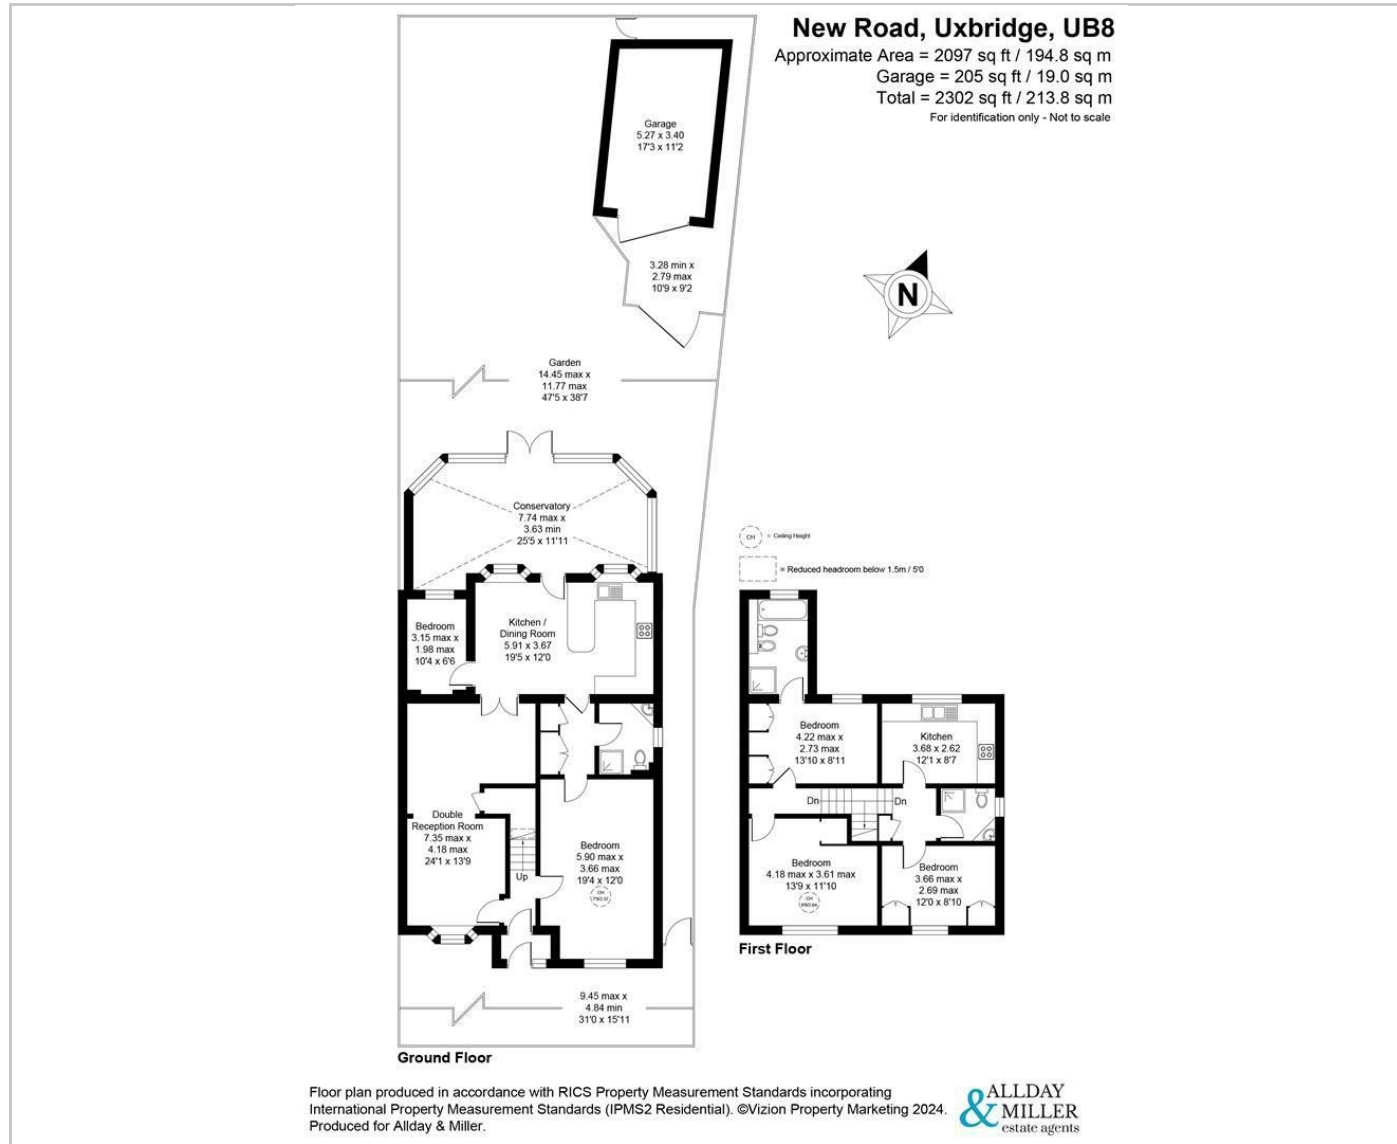 New Road, Uxbridge, UB8
Approximate Area = 2097 sq ft / 194.8 sq m
Garage = 205 sq ft / 19.0 sq m
Total = 2302 sq ft / 213.8 sq m
For identification only - Not to scale
Garage
5.27 x 3.40
17'3 x 11'2
3.28 min x
2.79 max
10'9 x 9'2
N
Garden
14.45 max x
11.77 max
47'5 x 38'7
Conservatory
7.74 max x
3.63 min
25'5 x 11'11
CH = Ceiling Height
= Reduced headroom below 1.5m / 5'0
Bedroom
3.15 max x
1.98 max
10'4 x 6'6
Kitchen /
Dining Room
5.91 x 3.67
19'5 x 12'0
Double
Reception Room
7.35 max x
4.18 max
24'1 x 13'9
Up
Bedroom
5.90 max x
3.66 max
19'4 x 12'0
CH
9.45 max x
4.84 min
31'0 x 15'11
Ground Floor
Bedroom
4.22 max x
2.73 max
13'10 x 8'11
Kitchen
3.68 x 2.62
12'1 x 8'7
Dn
Dn
Bedroom
4.18 max x 3.61 max
13'9 x 11'10
CH
Bedroom
3.66 max x
2.69 max
12'0 x 8'10
First Floor
Floor plan produced in accordance with RICS Property Measurement Standards incorporating
International Property Measurement Standards (IPMS2 Residential). ©Vizion Property Marketing 2024.
Produced for Allday & Miller.
ALLDAY
& MILLER
estate agents